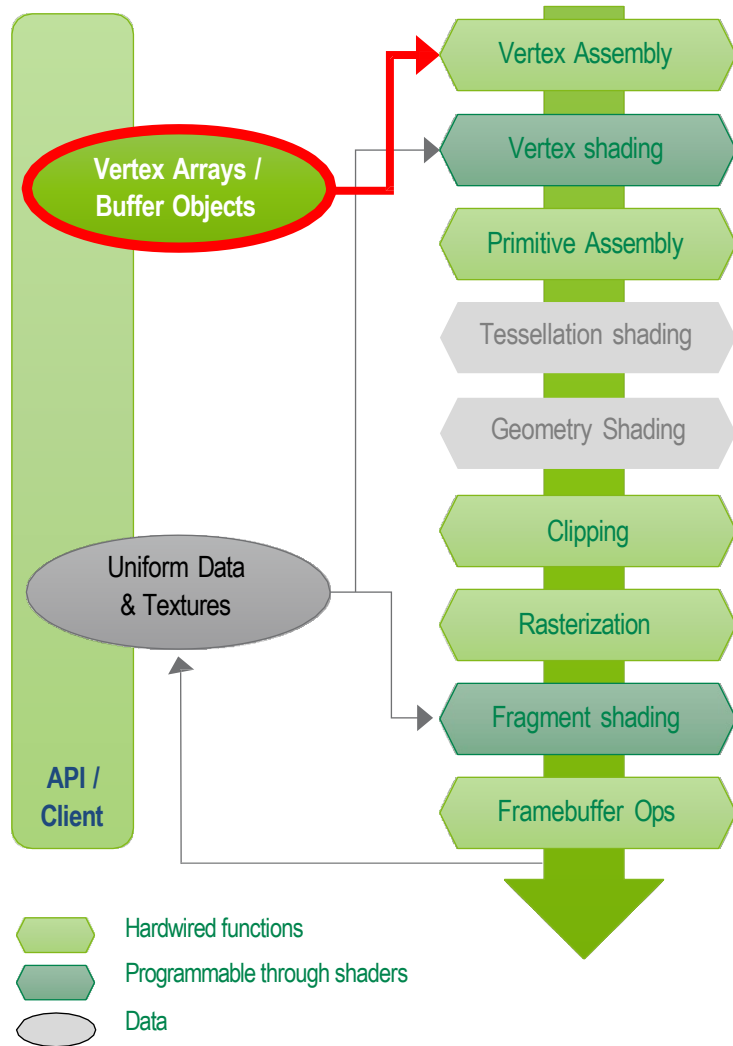 Vertex Assembly
Vertex shading
Vertex Arrays /
Buffer Objects
Primitive Assembly
Tessellation shading
Geometry Shading
Clipping
Uniform Data
& Textures
Rasterization
Fragment shading
API /
Client
Framebuffer Ops
Hardwired functions
Programmable through shaders
Data